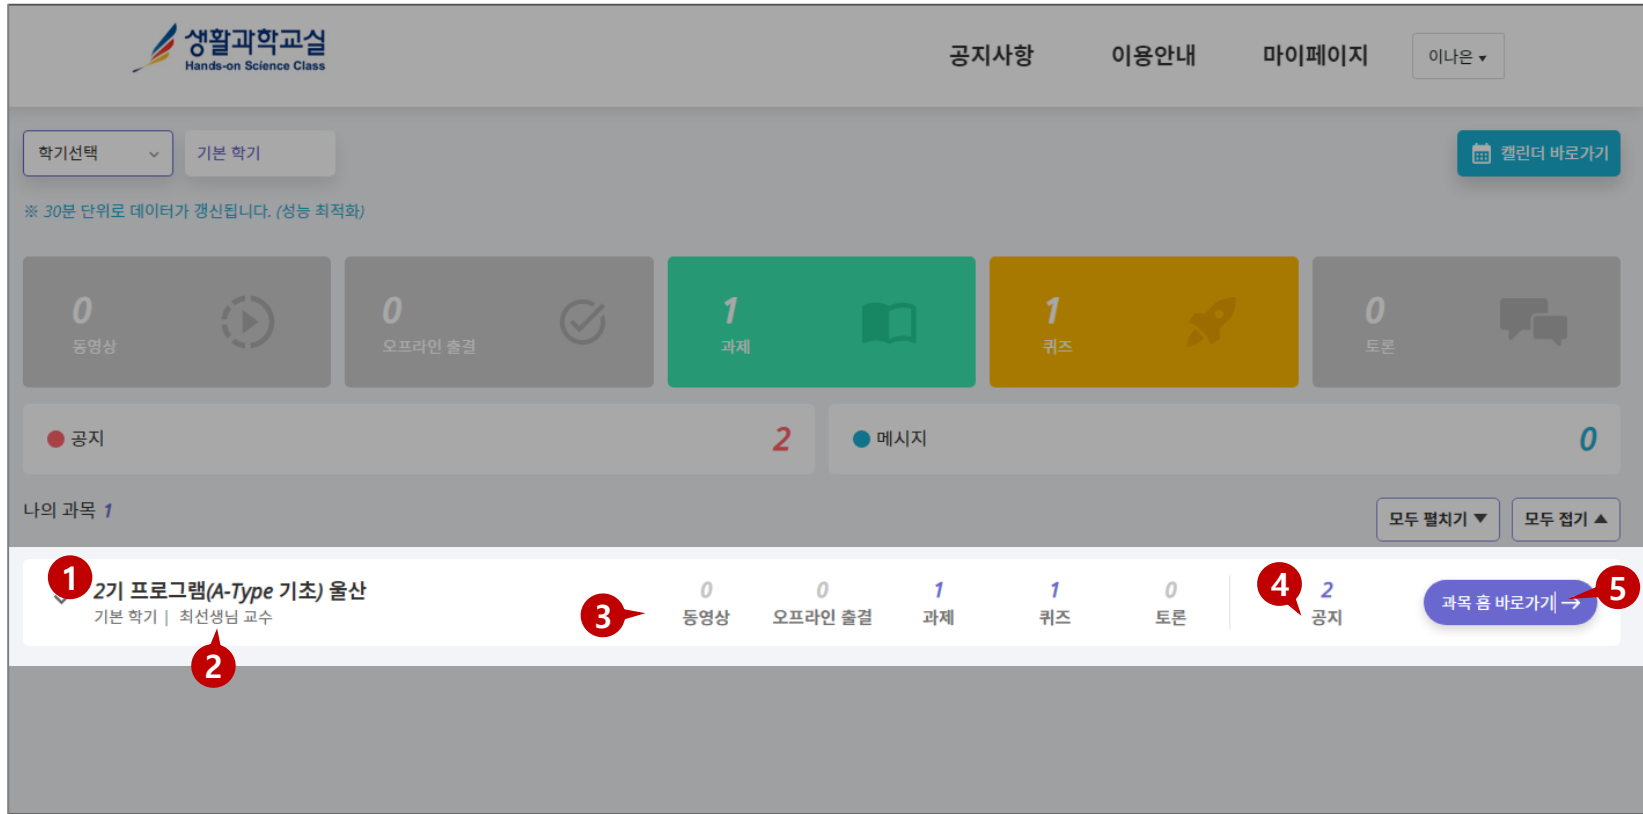 생활과학교실
Hands-on Science Class
공지사항 이용안내 마이페이지 이나은 ▾
학기선택 기본 학기 캘린더 바로가기
※ 30분 단위로 데이터가 갱신됩니다. (성능 최적화)
0 0 1 1 0
동영상 오프라인 출결 과제 퀴즈 토론
공지 2 메시지 0
나의 과목 1 모두 펼치기 ▼ 모두 접기 ▲
1 2기 프로그램(A-Type 기초) 울산 0 0 1 1 0 4 2 과목 홈 바로가기 → 5
기본 학기 | 최선생님 교수 3 동영상 오프라인 출결 과제 퀴즈 토론 공지
2